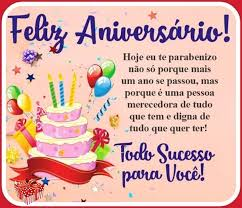 Feliz Aniversário!
Hoje eu te parabenizo
não só porque mais
um ano se passou, mas
porque é uma pessoa
merecedora de tudo
que tem e digna de
tudo que quer ter!
Todo Sucesso
para Você!